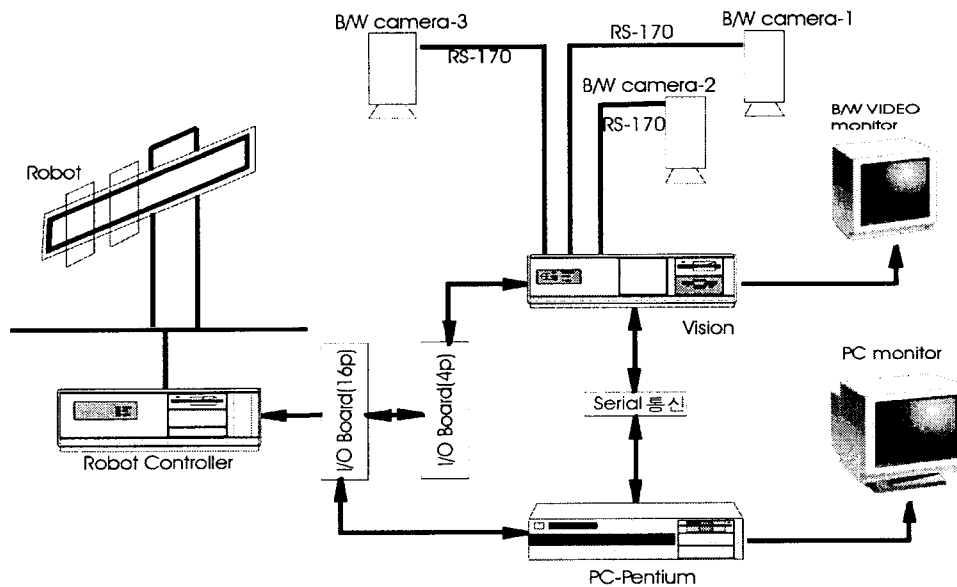 B/W camera-3
B/W camera-1
RS-170
RS-170
B/W camera-2
RS-170
B/W VIDEO
monitor
Robot
Vision
PC monitor
I/O Board(16p)
I/O Board(4p)
Serial 통신
Robot Controller
PC-Pentium